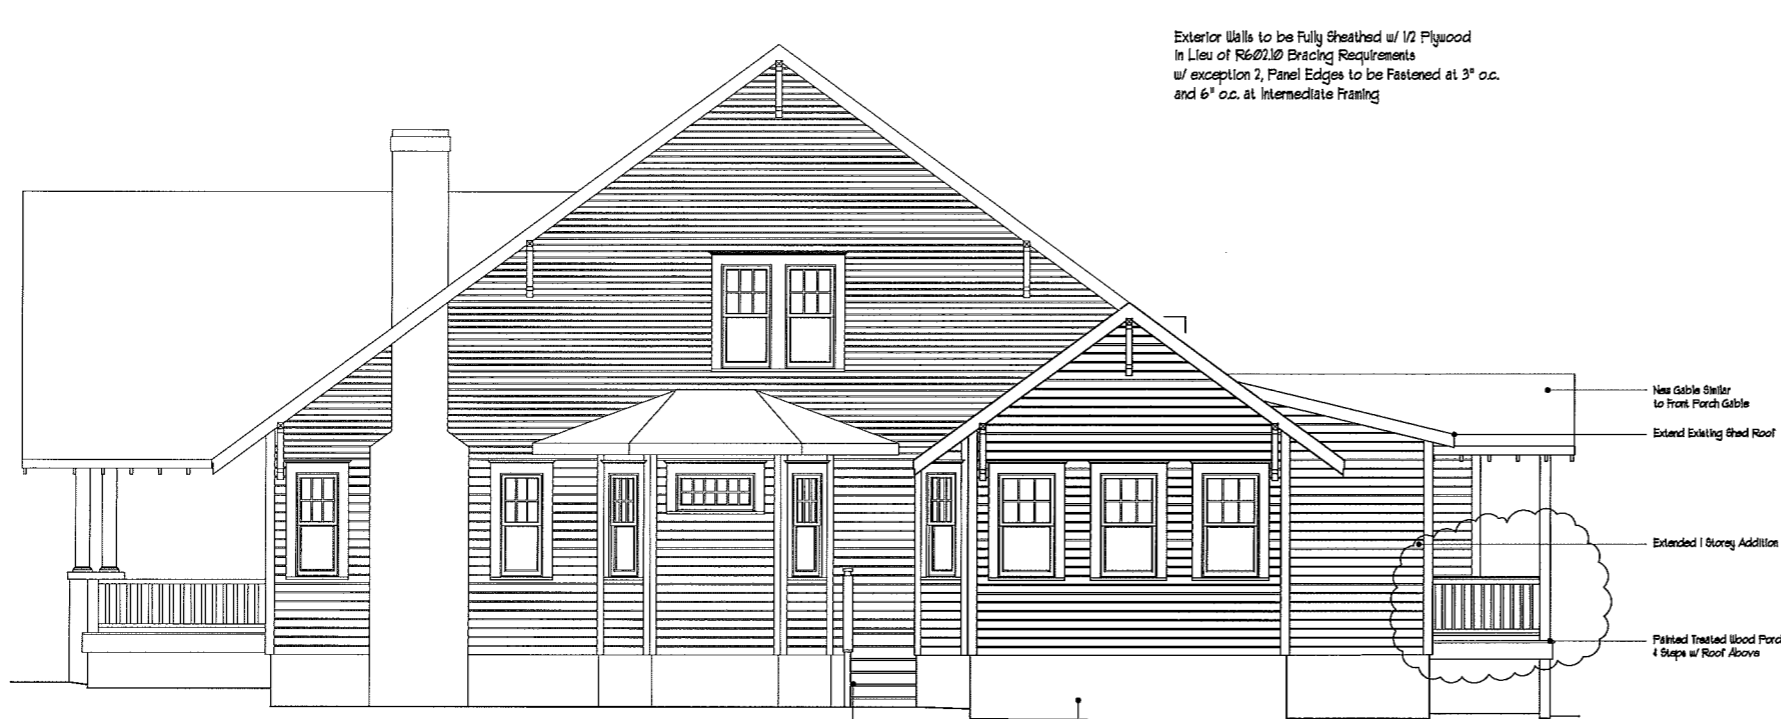 Exterior Walls to be Fully Sheathed w/ 1/2 Plywood
in Lieu of R602.10 Bracing Requirements
w/ exception 2, Panel Edges to be Fastened at 3" o.c.
and 6" o.c. at Intermediate Framing
New Gable Similar
to Front Porch Gable
Extend Existing Shed Roof
Extended 1 Storey Addition
Painted Treated Wood Porc
& Steps w/ Roof Above